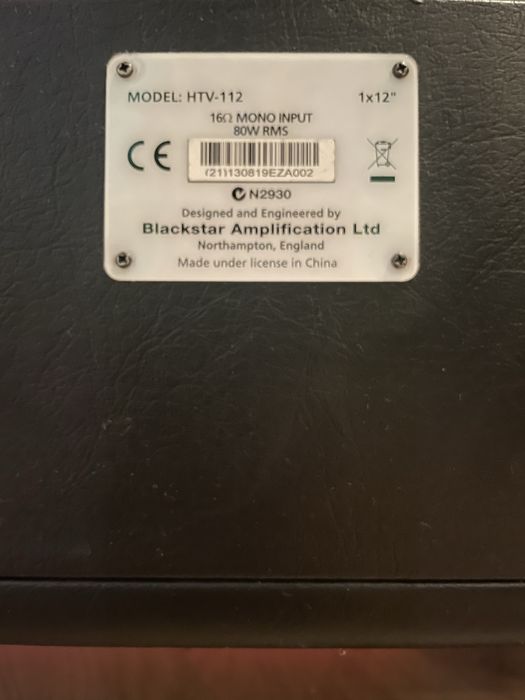 MODEL: HTV-112 1x12"
16Ω MONO INPUT
80W RMS
CE
(21)130819EZA002
N2930
Designed and Engineered by
Blackstar Amplification Ltd
Northampton, England
Made under license in China